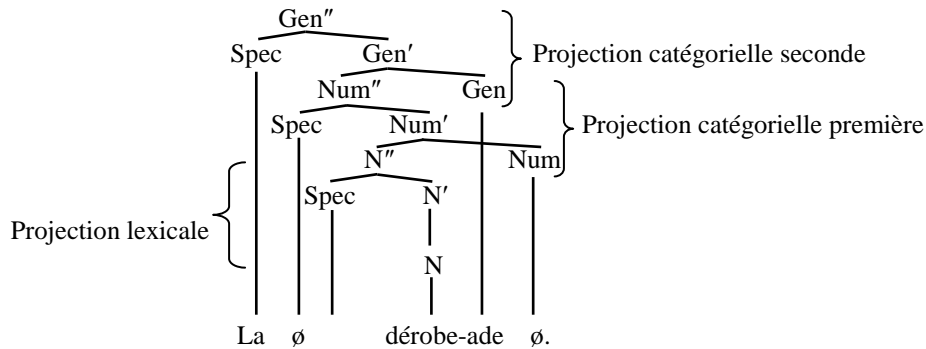 Gen″
Spec Gen′ Projection catégorielle seconde
Num″ Gen
Spec Num′ Projection catégorielle première
N″ Num
Spec N′
Projection lexicale
N
La ø dérobe-ade ø.